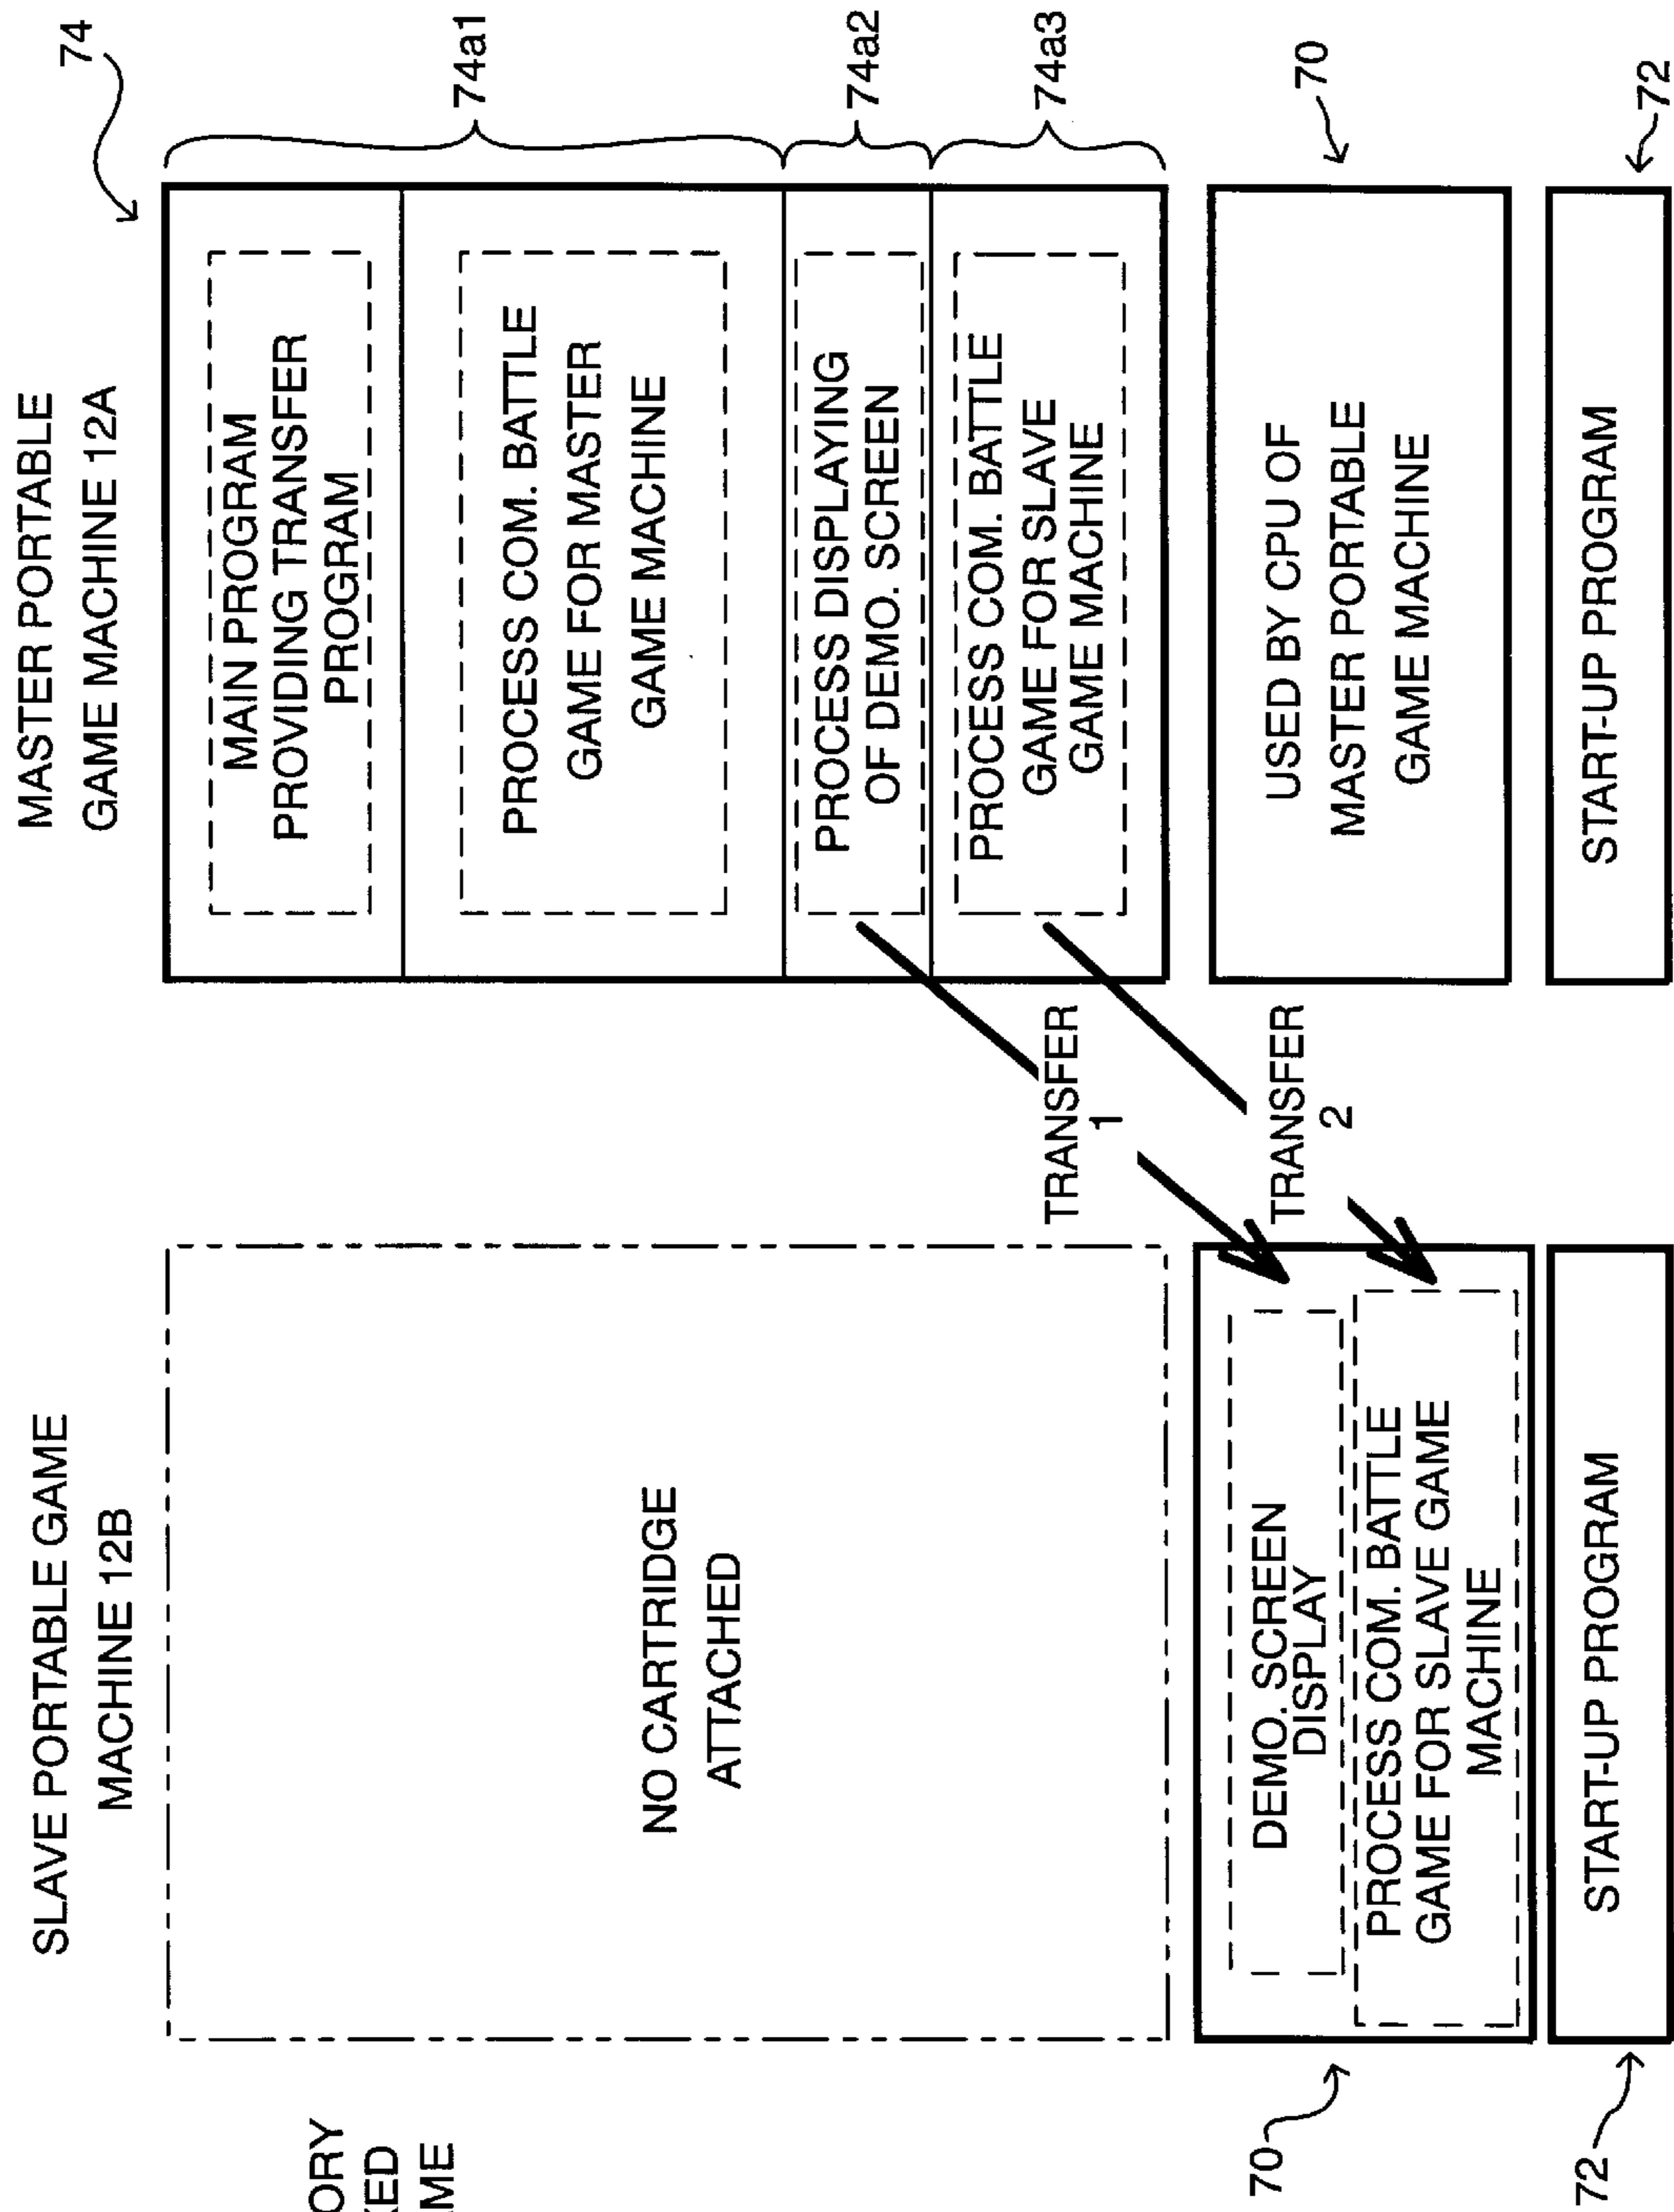 SLAVE PORTABLE GAME
MACHINE 12B
NO CARTRIDGE
ATTACHED
70
DEMO. SCREEN
DISPLAY
PROCESS COM. BATTLE
GAME FOR SLAVE GAME
MACHINE
72
START-UP PROGRAM
TRANSFER
1
TRANSFER
2
MASTER PORTABLE
GAME MACHINE 12A
74
MAIN PROGRAM
PROVIDING TRANSFER
PROGRAM
PROCESS COM. BATTLE
GAME FOR MASTER
GAME MACHINE
74a1
PROCESS DISPLAYING
OF DEMO. SCREEN
74a2
PROCESS COM. BATTLE
GAME FOR SLAVE
GAME MACHINE
74a3
USED BY CPU OF
MASTER PORTABLE
GAME MACHINE
70
START-UP PROGRAM
72